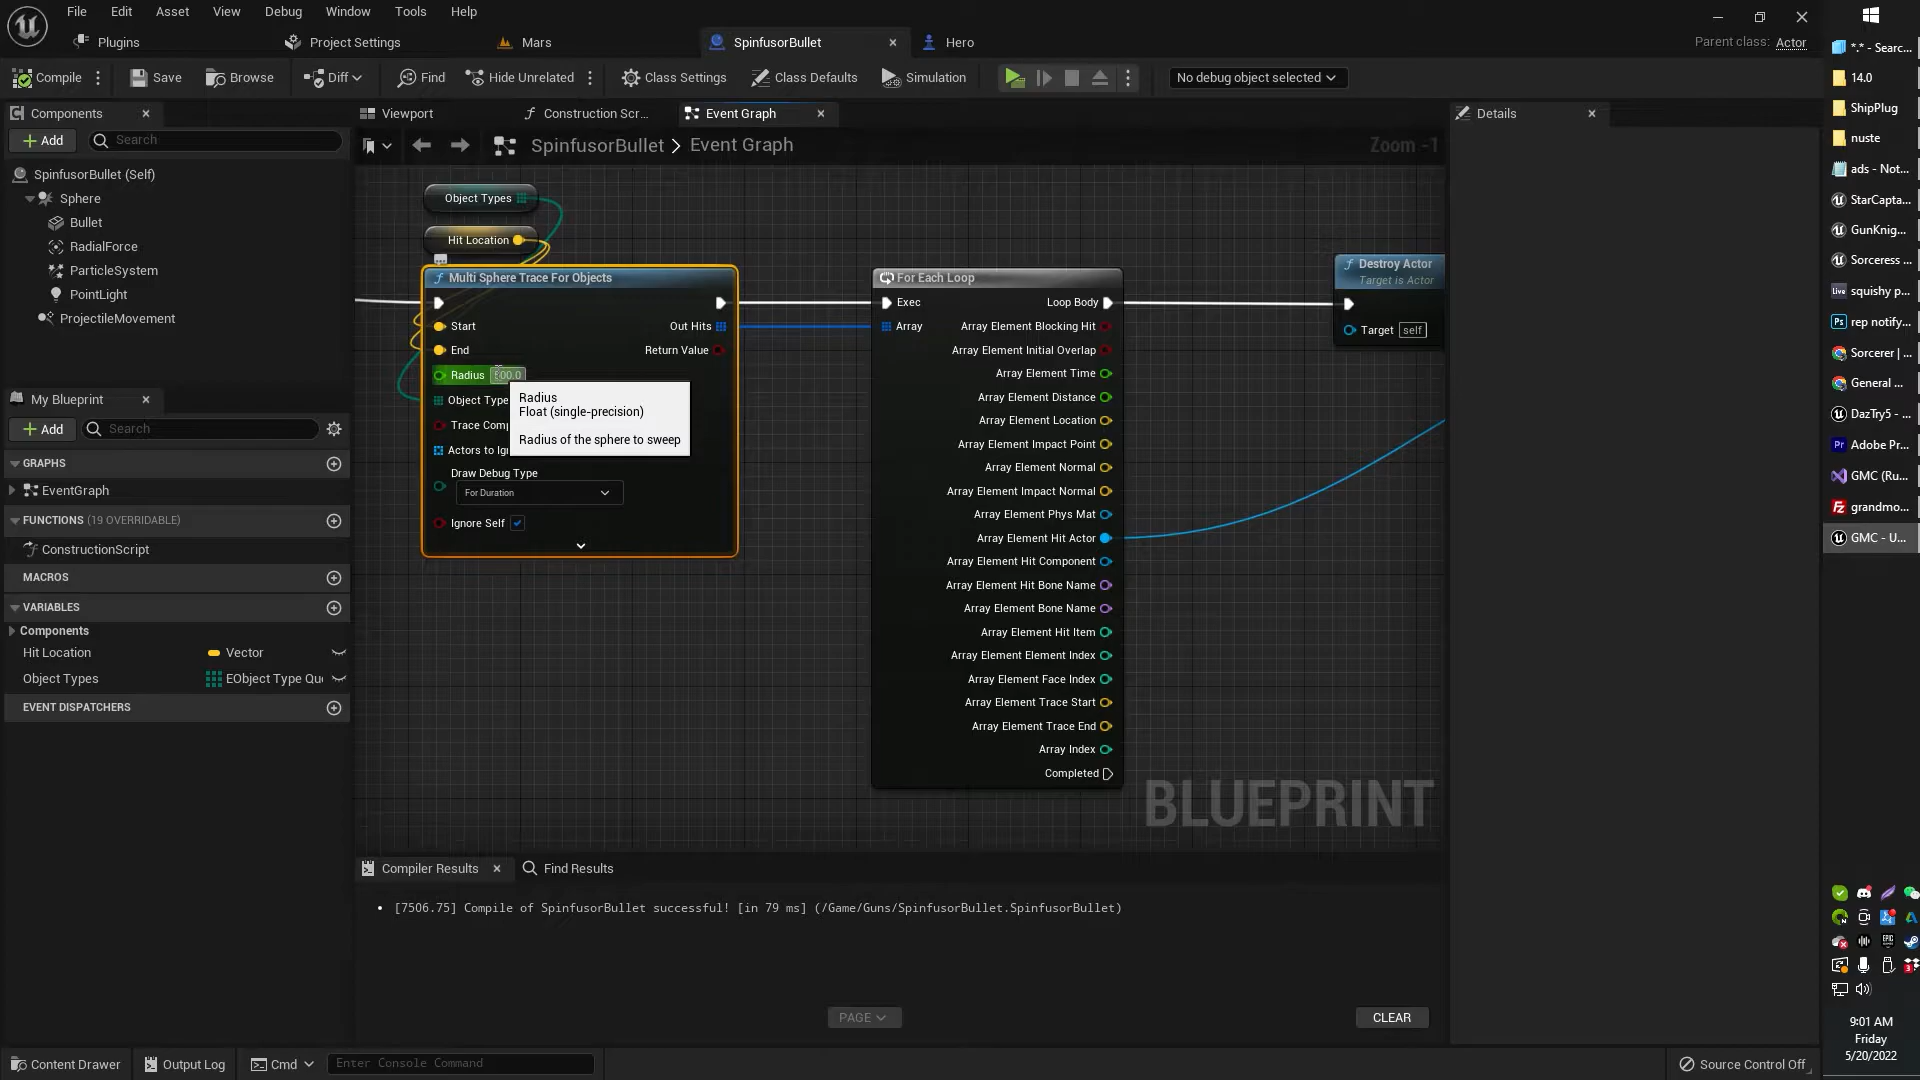 File Edit Asset View Debug Window Tools Help
Plugins Project Settings Mars SpinfusorBullet Hero
Parent class: Actor
Compile Save Browse Diff Find Hide Unrelated Class Settings Class Defaults Simulation No debug object selected
Components
Viewport Construction Scr... Event Graph
Details
Add Search
SpinfusorBullet > Event Graph
Zoom -1
SpinfusorBullet (Self)
Sphere
Bullet
RadialForce
ParticleSystem
PointLight
ProjectileMovement
My Blueprint
Add Search
GRAPHS
EventGraph
FUNCTIONS (19 OVERRIDABLE)
ConstructionScript
MACROS
VARIABLES
Components
Hit Location Vector
Object Types EObject Type Qu
EVENT DISPATCHERS
Object Types
Hit Location
Multi Sphere Trace For Objects
Start Out Hits
End Return Value
Radius
Object Type
Trace Comp
Actors to Ign
Draw Debug Type
For Duration
Ignore Self
Radius
Float (single-precision)
Radius of the sphere to sweep
For Each Loop
Exec Loop Body
Array Array Element Blocking Hit
Array Element Initial Overlap
Array Element Time
Array Element Distance
Array Element Location
Array Element Impact Point
Array Element Normal
Array Element Impact Normal
Array Element Phys Mat
Array Element Hit Actor
Array Element Hit Component
Array Element Hit Bone Name
Array Element Bone Name
Array Element Hit Item
Array Element Element Index
Array Element Face Index
Array Element Trace Start
Array Element Trace End
Array Index
Completed
Destroy Actor
Target is Actor
Target self
BLUEPRINT
Compiler Results Find Results
[7506.75] Compile of SpinfusorBullet successful! [in 79 ms] (/Game/Guns/SpinfusorBullet.SpinfusorBullet)
PAGE CLEAR
Content Drawer Output Log Cmd Enter Console Command Source Control Off
*.* - Searc...
14.0
ShipPlug
nuste
ads - Not...
StarCapta...
GunKnig...
Sorceress ...
squishy p...
rep notify...
Sorcerer | ...
General ...
DazTry5 - ...
Adobe Pr...
GMC (Ru...
grandmo...
GMC - U...
9:01 AM
Friday
5/20/2022